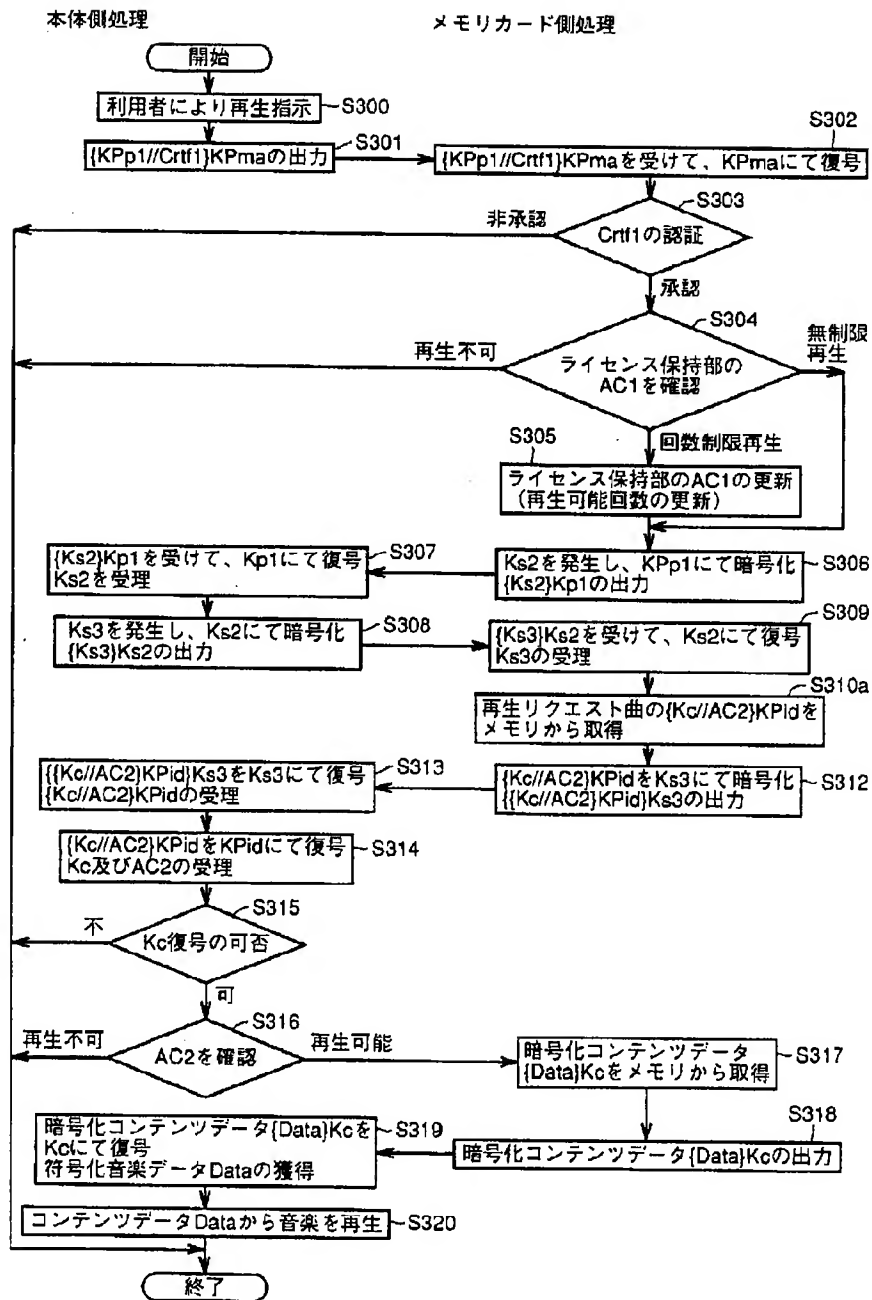 本体側処理
メモリカード側処理
開始
利用者により再生指示
S300
{KPp1//Crtf1}KPmaの出力
S301
S302
{KPp1//Crtf1}KPmaを受けて、KPmaにて復号
S303
Crtf1の認証
非承認
承認
S304
ライセンス保持部の
AC1を確認
再生不可
無制限
再生
回数制限再生
S305
ライセンス保持部のAC1の更新
(再生可能回数の更新)
S306
Ks2を発生し、KPp1にて暗号化
{Ks2}Kp1の出力
{Ks2}Kp1を受けて、Kp1にて復号
Ks2を受理
S307
Ks3を発生し、Ks2にて暗号化
{Ks3}Ks2の出力
S308
S309
{Ks3}Ks2を受けて、Ks2にて復号
Ks3の受理
S310a
再生リクエスト曲の{Kc//AC2}KPidを
メモリから取得
{Kc//AC2}KPidをKs3にて暗号化
{{Kc//AC2}KPid}Ks3の出力
S312
{{Kc//AC2}KPid}Ks3をKs3にて復号
{Kc//AC2}KPidの受理
S313
{Kc//AC2}KPidをKPidにて復号
Kc及びAC2の受理
S314
S315
Kc復号の可否
不
可
S316
AC2を確認
再生不可
再生可能
暗号化コンテンツデータ
{Data}Kcをメモリから取得
S317
S318
暗号化コンテンツデータ{Data}Kcの出力
暗号化コンテンツデータ{Data}Kcを
Kcにて復号
符号化音楽データDataの獲得
S319
コンテンツデータDataから音楽を再生
S320
終了